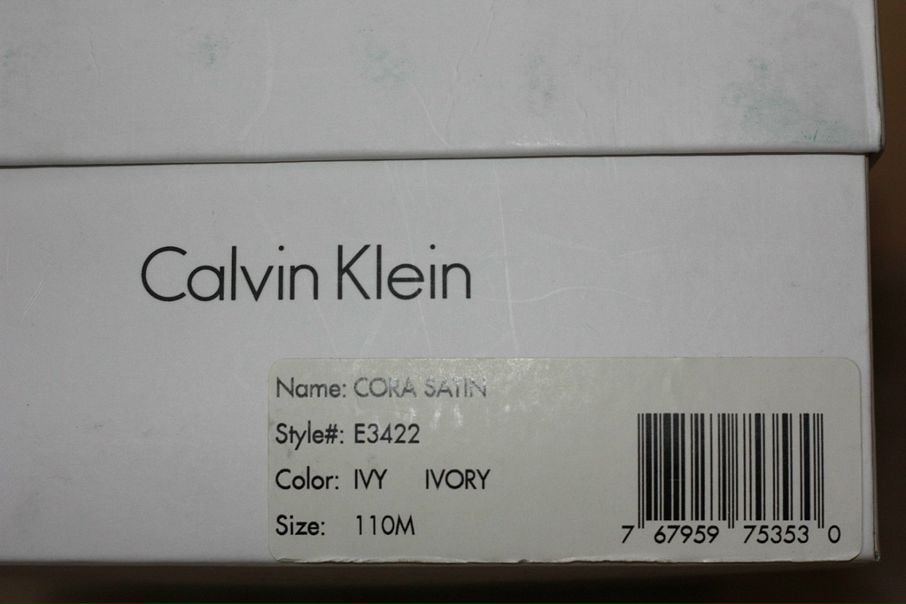 Calvin Klein
Name: CORA SATIN
Style#: E3422
Color: IVY IVORY
Size: 110M
7 67959 75353 0